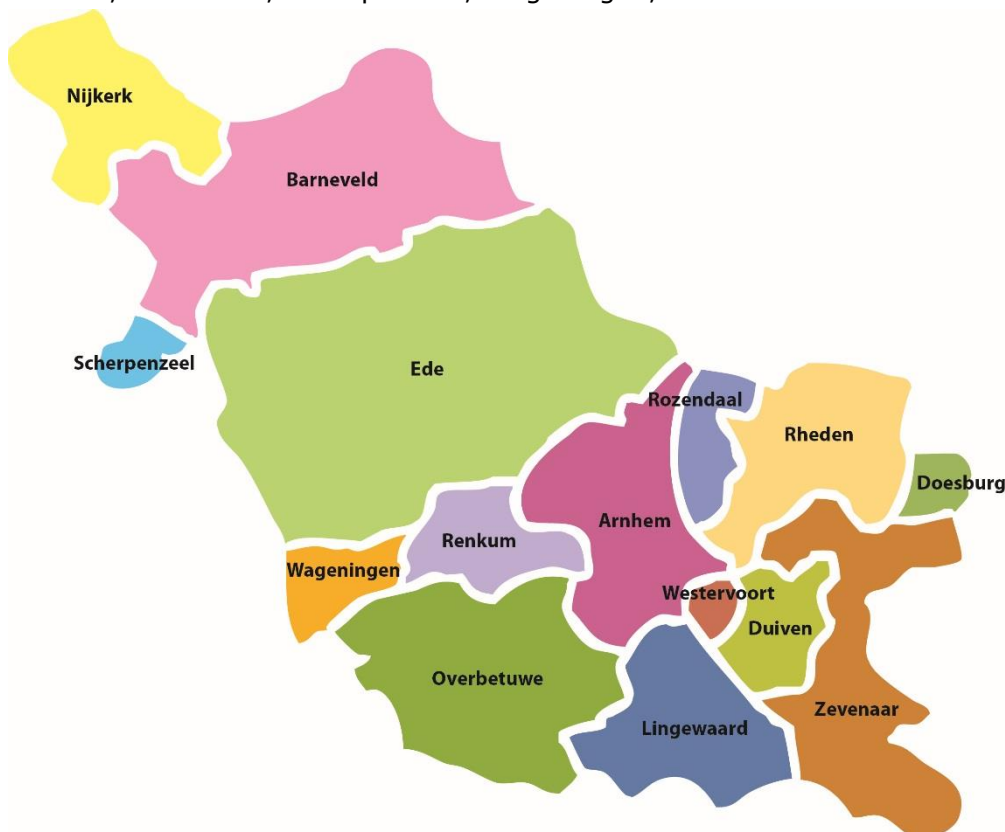 Nijkerk
Barneveld
Scherpenzeel
Ede
Rozendaal
Rheden
Doesburg
Arnhem
Renkum
Wageningen
Westervoort
Duiven
Overbetuwe
Zevenaar
Lingewaard